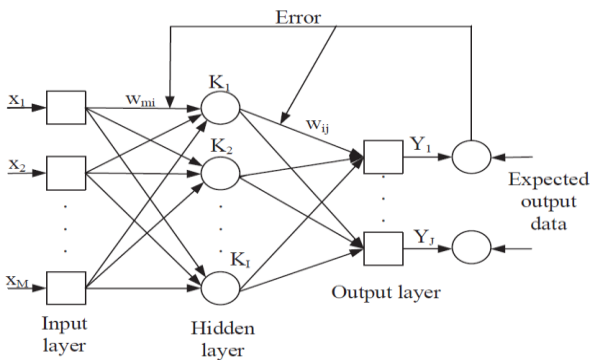 Error
x1
wmi
K1
wij
x2
K2
Y1
Expected
output
data
xM
KI
YJ
Output layer
Input
layer
Hidden
layer